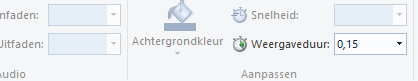 nfaden:
Uitfaden:
Audio
Achtergrondkleur
Snelheid:
Weergaveduur: 0,15
Aanpassen